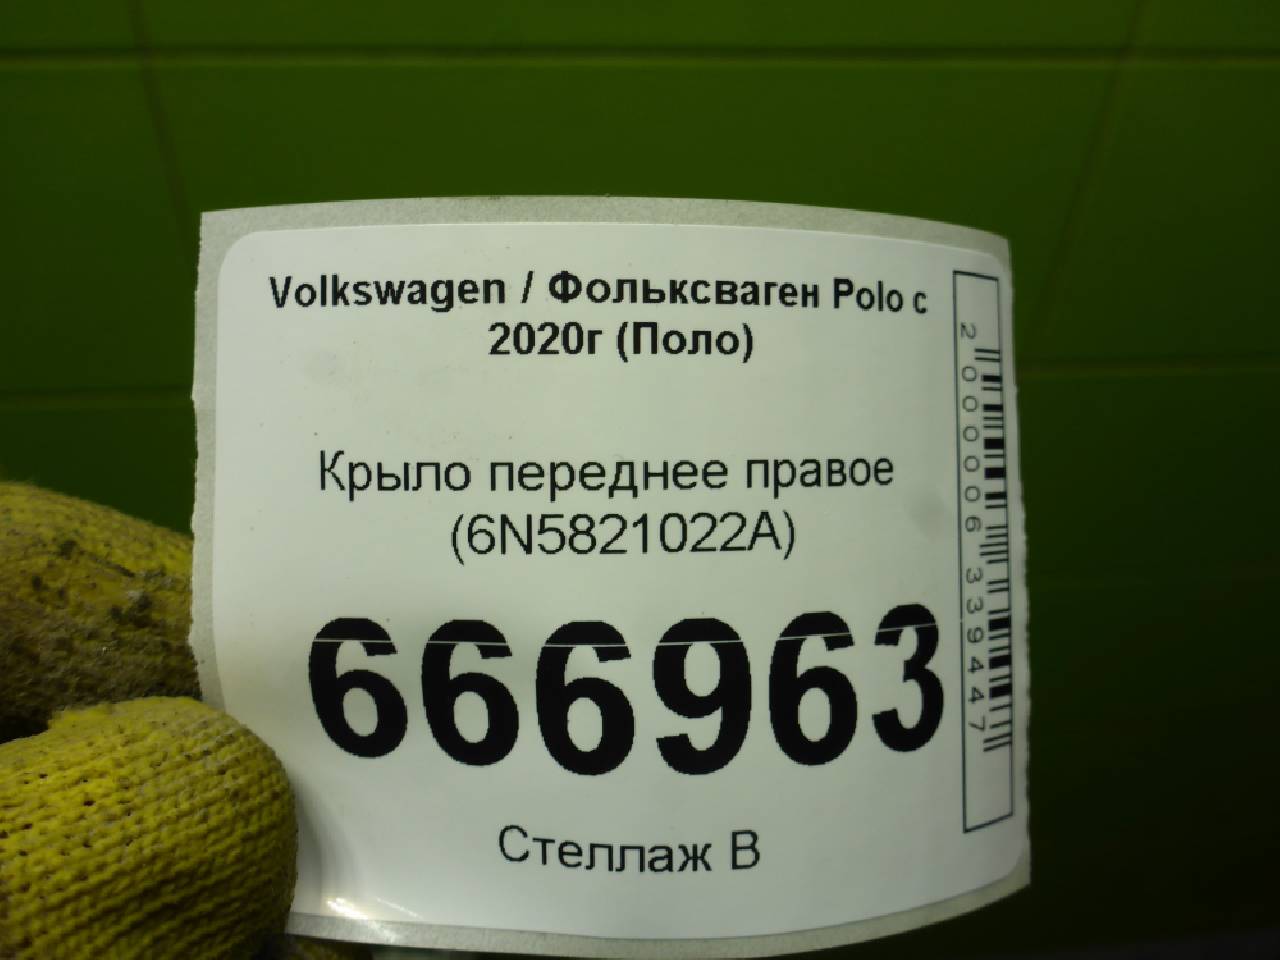 Volkswagen / Фольксваген Polo с
2020г (Поло)
Крыло переднее правое
(6N5821022A)
666963
Стеллаж В
2000006339447